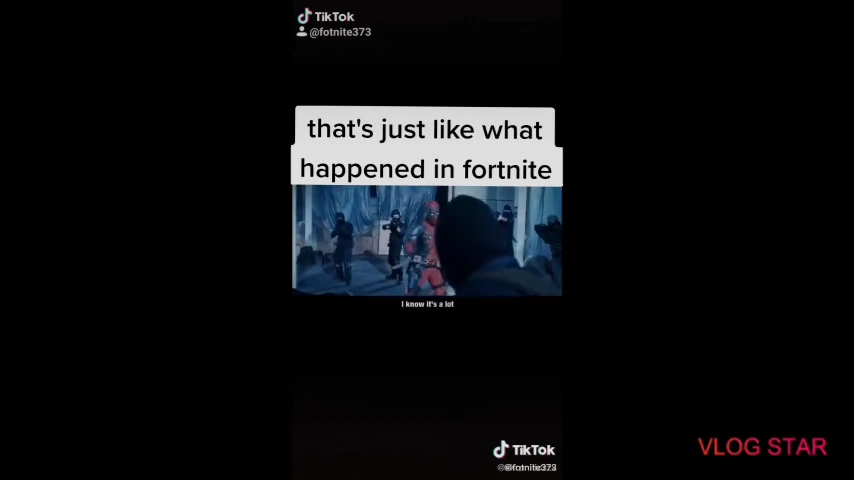 TikTok
@fotnite373
that's just like what
happened in fortnite
I know it's a lot
TikTok
@fotnite373
VLOG STAR